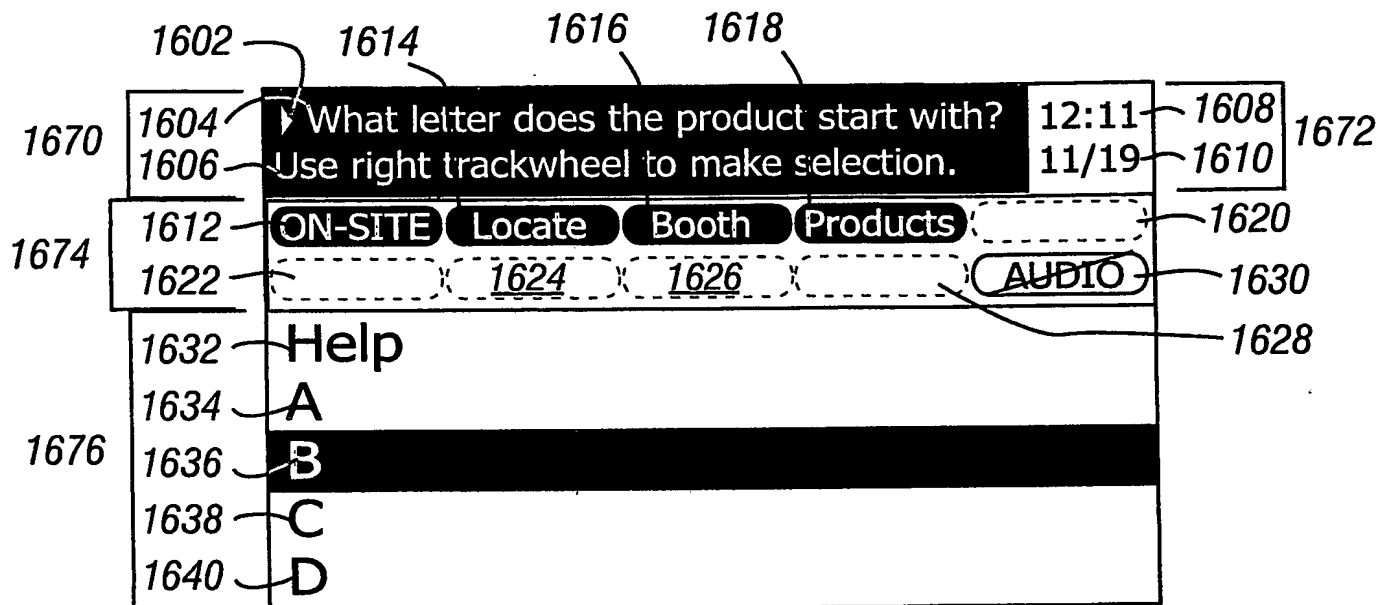 1602 1614 1616 1618
1670 1604 What letter does the product start with? 12:11 1608 1672
1606 Use right trackwheel to make selection. 11/19 1610
1674 1612 ON-SITE Locate Booth Products 1620
1622 1624 1626 AUDIO 1630
1632 Help 1628
1634 A
1676 1636 B
1638 C
1640 D